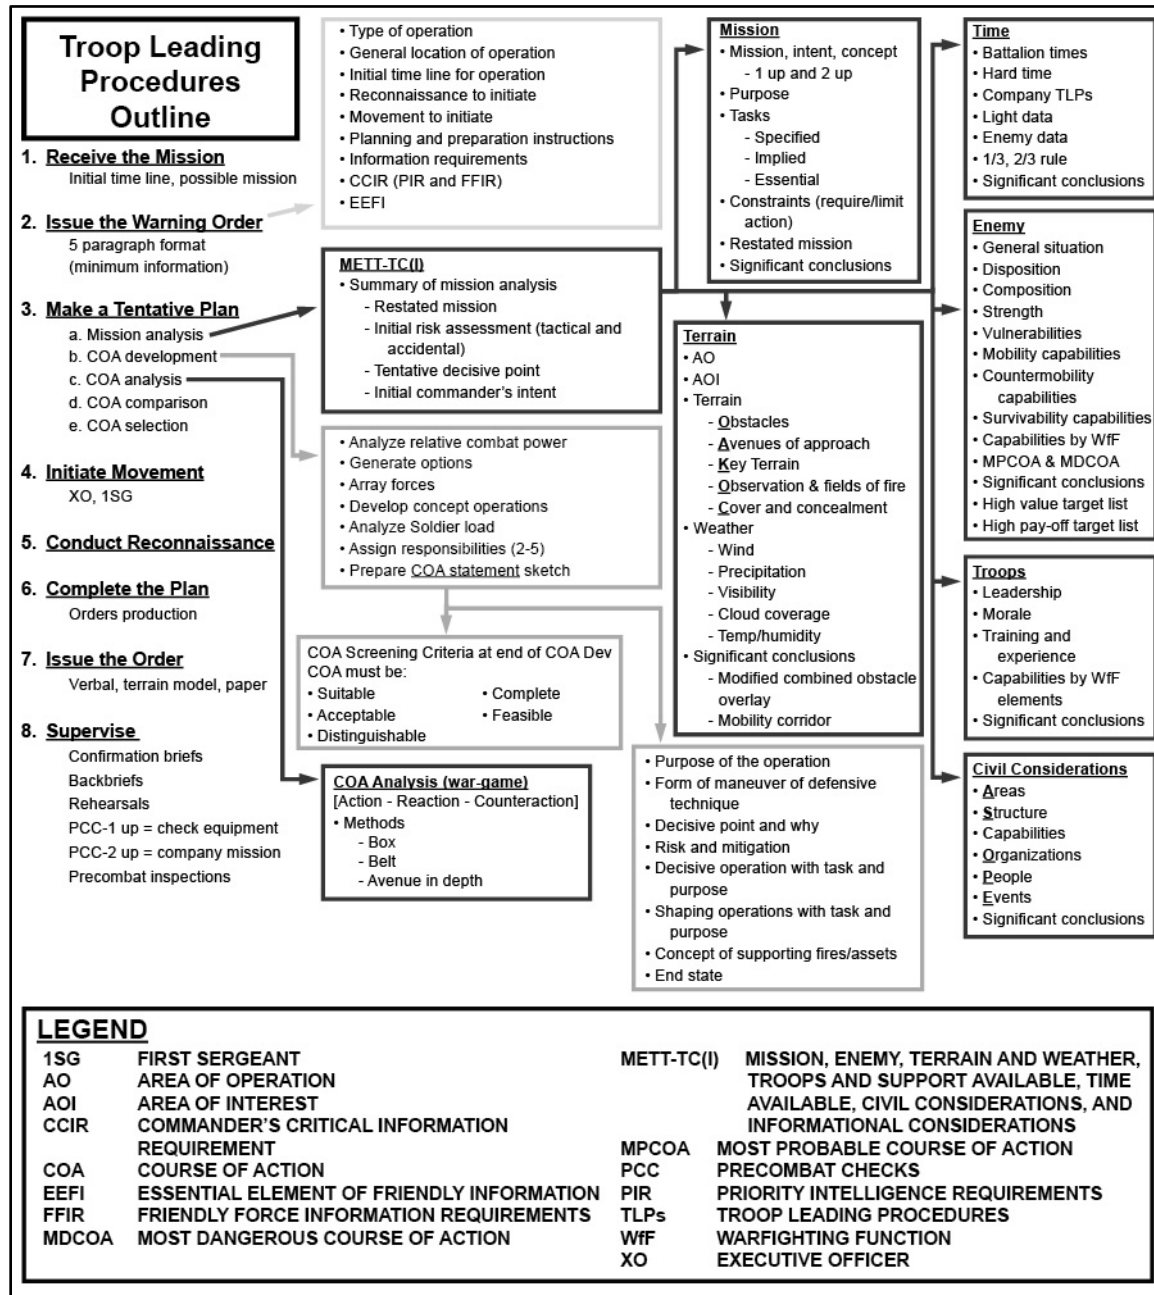 Troop Leading
Procedures
Outline
1. Receive the Mission
Initial time line, possible mission
2. Issue the Warning Order
5 paragraph format
(minimum information)
3. Make a Tentative Plan
a. Mission analysis
b. COA development
c. COA analysis
d. COA comparison
e. COA selection
4. Initiate Movement
XO, 1SG
5. Conduct Reconnaissance
6. Complete the Plan
Orders production
7. Issue the Order
Verbal, terrain model, paper
8. Supervise
Confirmation briefs
Backbriefs
Rehearsals
PCC-1 up = check equipment
PCC-2 up = company mission
Precombat inspections
• Type of operation
• General location of operation
• Initial time line for operation
• Reconnaissance to initiate
• Movement to initiate
• Planning and preparation instructions
• Information requirements
• CCIR (PIR and FFIR)
• EEFI
METT-TC(I)
• Summary of mission analysis
- Restated mission
- Initial risk assessment (tactical and
accidental)
- Tentative decisive point
- Initial commander's intent
• Analyze relative combat power
• Generate options
• Array forces
• Develop concept operations
• Analyze Soldier load
• Assign responsibilities (2-5)
• Prepare COA statement sketch
COA Screening Criteria at end of COA Dev
COA must be:
• Suitable
• Acceptable
• Distinguishable
• Complete
• Feasible
COA Analysis (war-game)
[Action - Reaction - Counteraction]
• Methods
- Box
- Belt
- Avenue in depth
Mission
• Mission, intent, concept
- 1 up and 2 up
• Purpose
• Tasks
- Specified
- Implied
- Essential
• Constraints (require/limit
action)
• Restated mission
• Significant conclusions
Terrain
• AO
• AOI
• Terrain
- Obstacles
- Avenues of approach
- Key Terrain
- Observation & fields of fire
- Cover and concealment
• Weather
- Wind
- Precipitation
- Visibility
- Cloud coverage
- Temp/humidity
• Significant conclusions
- Modified combined obstacle
overlay
- Mobility corridor
• Purpose of the operation
• Form of maneuver of defensive
technique
• Decisive point and why
• Risk and mitigation
• Decisive operation with task and
purpose
• Shaping operations with task and
purpose
• Concept of supporting fires/assets
• End state
Time
• Battalion times
• Hard time
• Company TLPs
• Light data
• Enemy data
• 1/3, 2/3 rule
• Significant conclusions
Enemy
• General situation
• Disposition
• Composition
• Strength
• Vulnerabilities
• Mobility capabilities
• Countermobility
capabilities
• Survivability capabilities
• Capabilities by WfF
• MPCOA & MDCOA
• Significant conclusions
• High value target list
• High pay-off target list
Troops
• Leadership
• Morale
• Training and
experience
• Capabilities by WfF
elements
• Significant conclusions
Civil Considerations
• Areas
• Structure
• Capabilities
• Organizations
• People
• Events
• Significant conclusions
LEGEND
1SG FIRST SERGEANT
AO AREA OF OPERATION
AOI AREA OF INTEREST
CCIR COMMANDER'S CRITICAL INFORMATION
REQUIREMENT
COA COURSE OF ACTION
EEFI ESSENTIAL ELEMENT OF FRIENDLY INFORMATION
FFIR FRIENDLY FORCE INFORMATION REQUIREMENTS
MDCOA MOST DANGEROUS COURSE OF ACTION
METT-TC(I) MISSION, ENEMY, TERRAIN AND WEATHER,
TROOPS AND SUPPORT AVAILABLE, TIME
AVAILABLE, CIVIL CONSIDERATIONS, AND
INFORMATIONAL CONSIDERATIONS
MPCOA MOST PROBABLE COURSE OF ACTION
PCC PRECOMBAT CHECKS
PIR PRIORITY INTELLIGENCE REQUIREMENTS
TLPs TROOP LEADING PROCEDURES
WfF WARFIGHTING FUNCTION
XO EXECUTIVE OFFICER